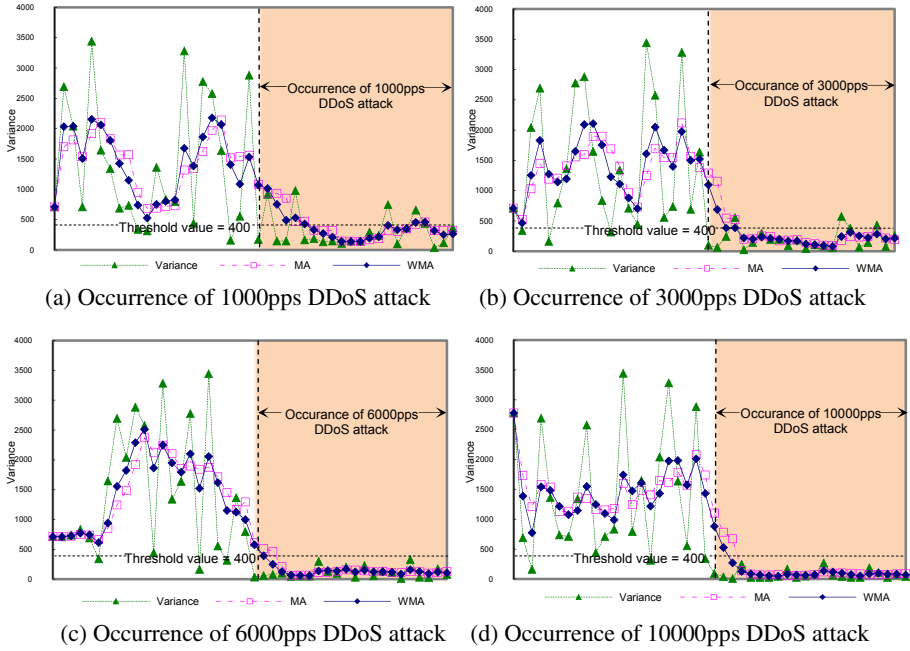 4000
3500
3000
2500
2000
1500
1000
500
0
Variance
Occurrence of 1000pps
DDoS attack
Threshold value = 400
Variance MA WMA
(a) Occurrence of 1000pps DDoS attack
4000
3500
3000
2500
2000
1500
1000
500
0
Variance
Occurance of 3000pps
DDoS attack
Threshold value = 400
Variance MA WMA
(b) Occurrence of 3000pps DDoS attack
4000
3500
3000
2500
2000
1500
1000
500
0
Variance
Occurance of 6000pps
DDoS attack
Threshold value = 400
Variance MA WMA
(c) Occurrence of 6000pps DDoS attack
4000
3500
3000
2500
2000
1500
1000
500
0
Variance
Occurance of 10000pps
DDoS attack
Threshold value = 400
Variance MA WMA
(d) Occurrence of 10000pps DDoS attack